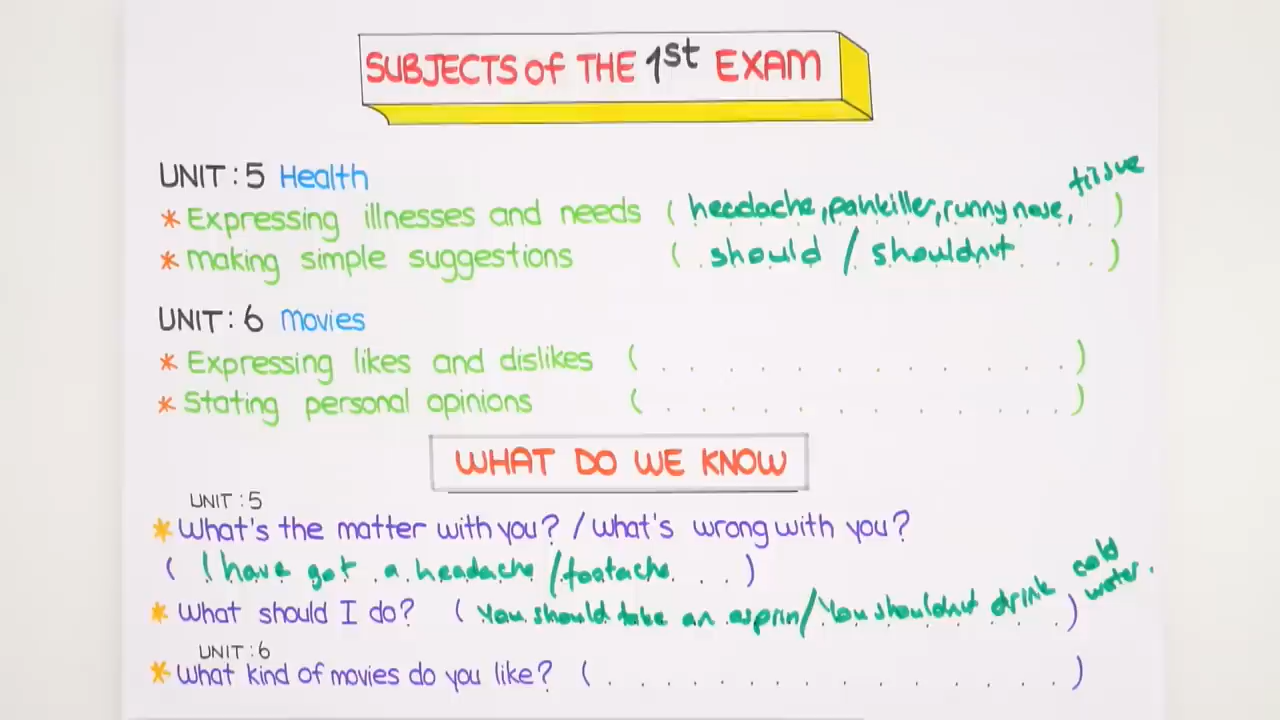 SUBJECTS of THE 1st EXAM
UNIT : 5 Health
* Expressing illnesses and needs (headache, painkiller, runny nose, tissue)
* making simple suggestions (should / shouldnt)
UNIT : 6 movies
* Expressing likes and dislikes ( . . . . . . . . . . . . )
* Stating personal opinions ( . . . . . . . . . . . . )
WHAT DO WE KNOW
UNIT : 5
* What's the matter with you? / What's wrong with you?
( I have got a headache / tootache . . . )
* What should I do? ( You should take an asprin / You shouldnut drink cold water. )
UNIT : 6
* What kind of movies do you like? ( . . . . . . . . . . . . . . . )